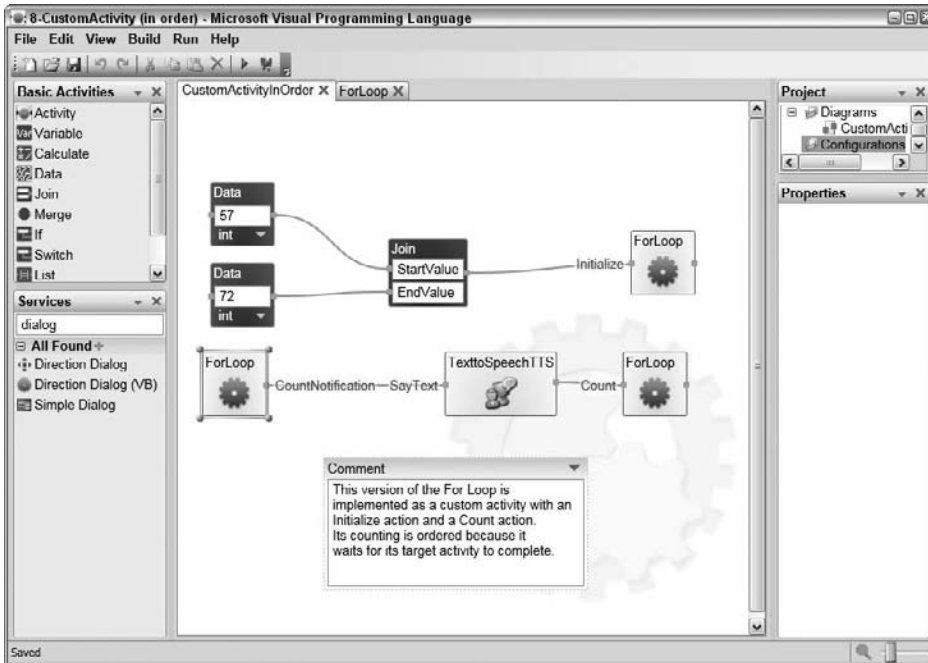 8-CustomActivity (in order) - Microsoft Visual Programming Language
File Edit View Build Run Help
Basic Activities
Activity
Variable
Calculate
Data
Join
Merge
If
Switch
List
Services
dialog
All Found
Direction Dialog
Direction Dialog (VB)
Simple Dialog
CustomActivityInOrder X ForLoop X
Data
57
int
Data
72
int
Join
StartValue
EndValue
Initialize
ForLoop
ForLoop
CountNotification
SayText
TexttoSpeechTTS
Count
ForLoop
Comment
This version of the For Loop is
implemented as a custom activity with an
Initialize action and a Count action.
Its counting is ordered because it
waits for its target activity to complete.
Project
Diagrams
CustomActi
Configurations
Properties
Saved